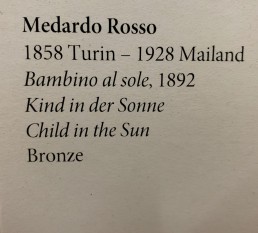 Medardo Rosso
1858 Turin – 1928 Mailand
Bambino al sole, 1892
Kind in der Sonne
Child in the Sun
Bronze